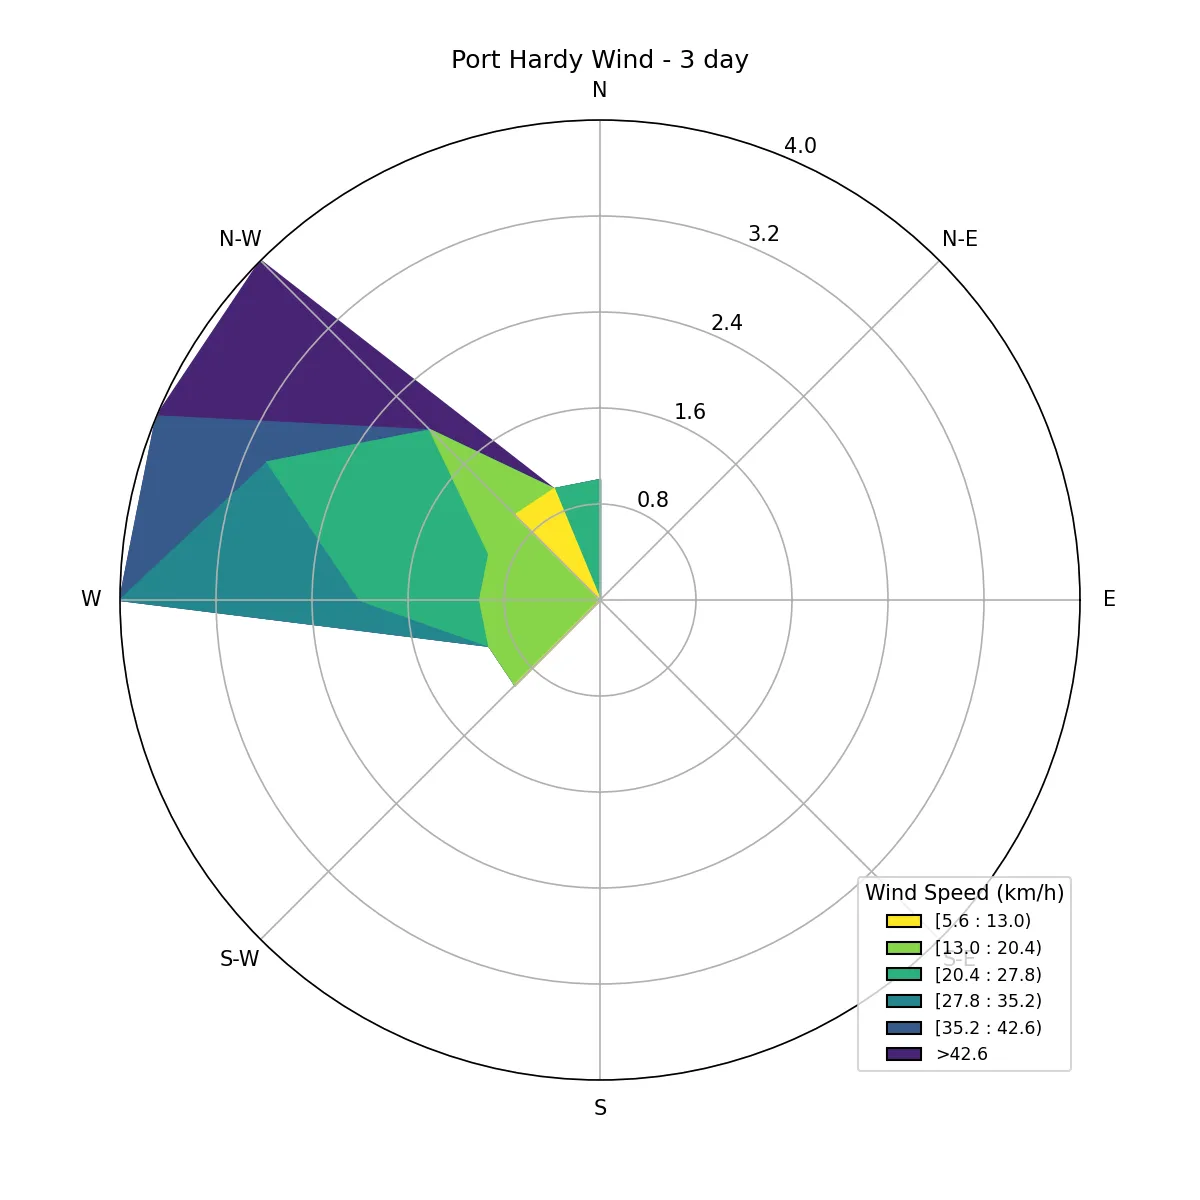 Port Hardy Wind - 3 day
N
4.0
N-W
N-E
3.2
2.4
1.6
0.8
W
E
S-W
S-E
S
Wind Speed (km/h)
[5.6 : 13.0)
[13.0 : 20.4)
[20.4 : 27.8)
[27.8 : 35.2)
[35.2 : 42.6)
>42.6